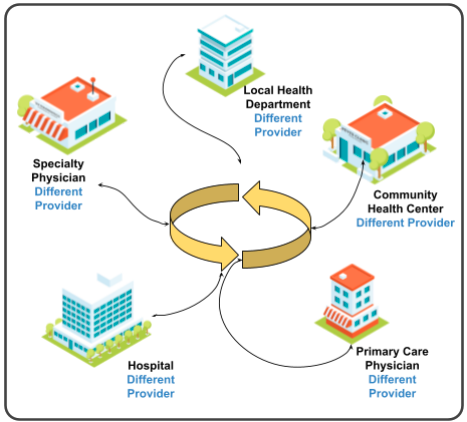 Local Health
Department
Different
Provider
Specialty
Physician
Different
Provider
Community
Health Center
Different Provider
Hospital
Different
Provider
Primary Care
Physician
Different
Provider